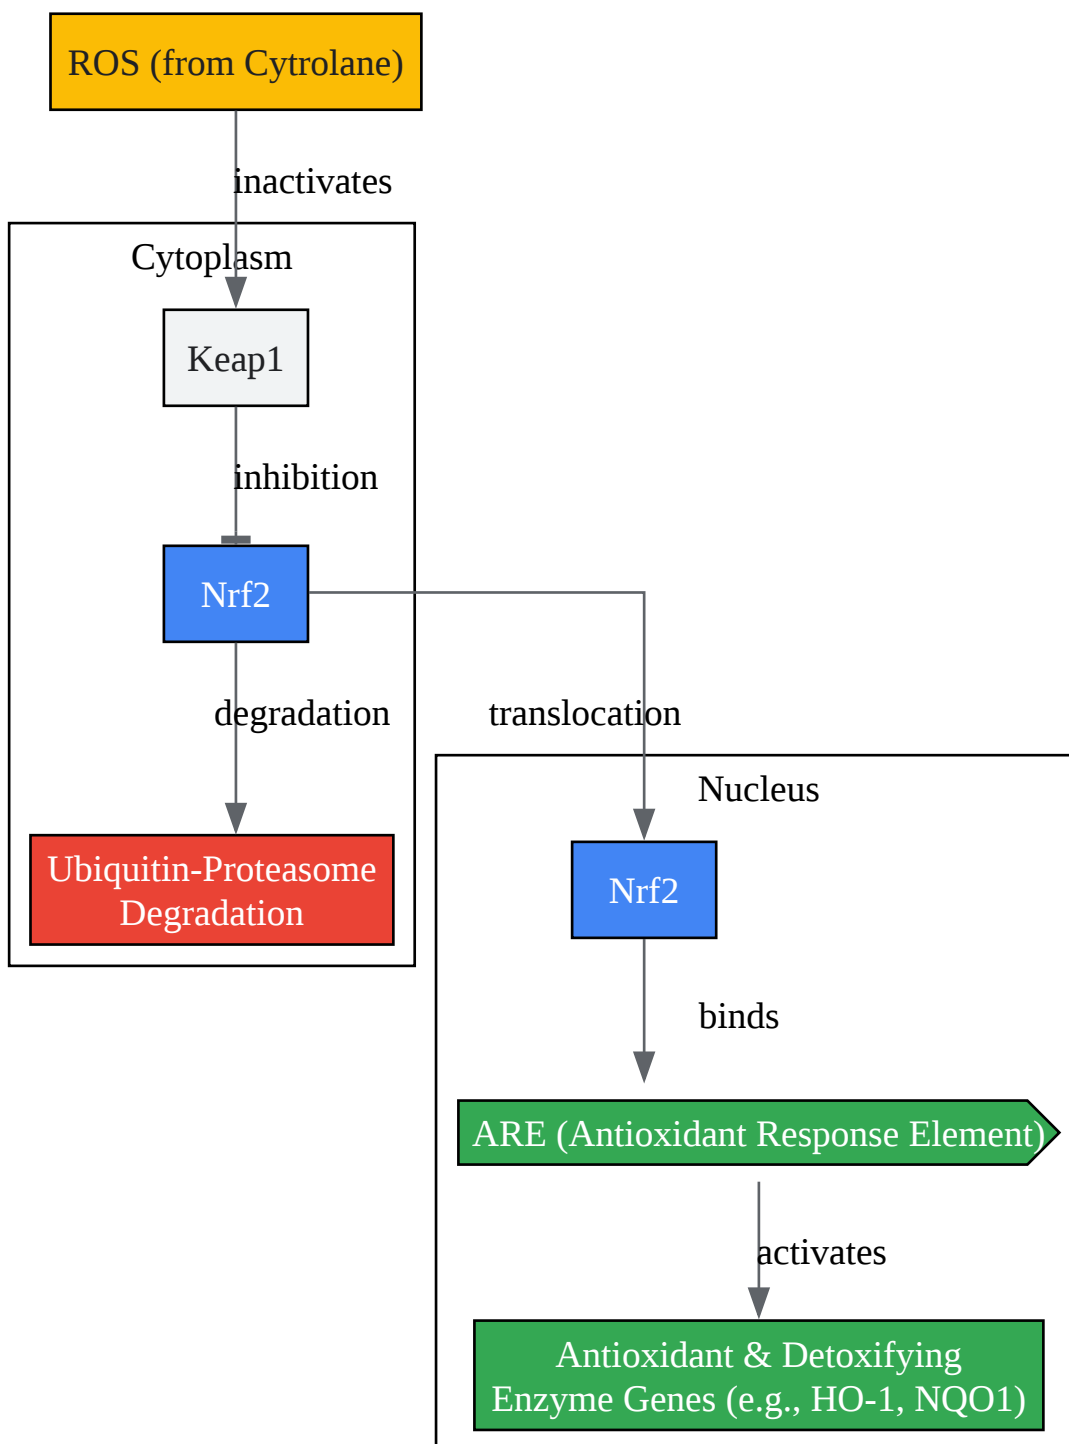 ROS (from Cytrolane)
inactivates
Cytoplasm
Keap1
inhibition
Nrf2
degradation
translocation
Nucleus
Ubiquitin-Proteasome
Degradation
Nrf2
binds
ARE (Antioxidant Response Element)
activates
Antioxidant & Detoxifying
Enzyme Genes (e.g., HO-1, NQO1)